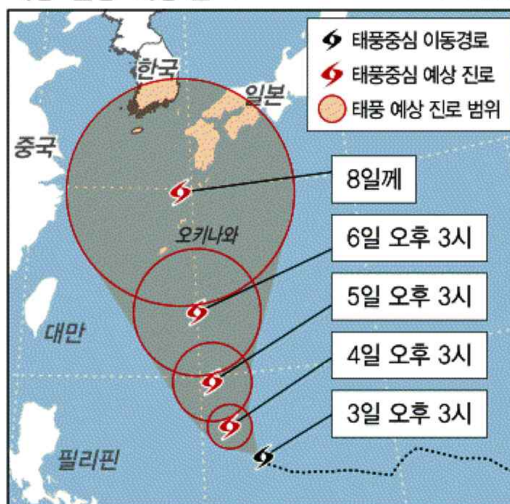 태풍중심 이동경로
태풍중심 예상 진로
태풍 예상 진로 범위
한국
일본
중국
8일께
오키나와
6일 오후 3시
5일 오후 3시
대만
4일 오후 3시
3일 오후 3시
필리핀